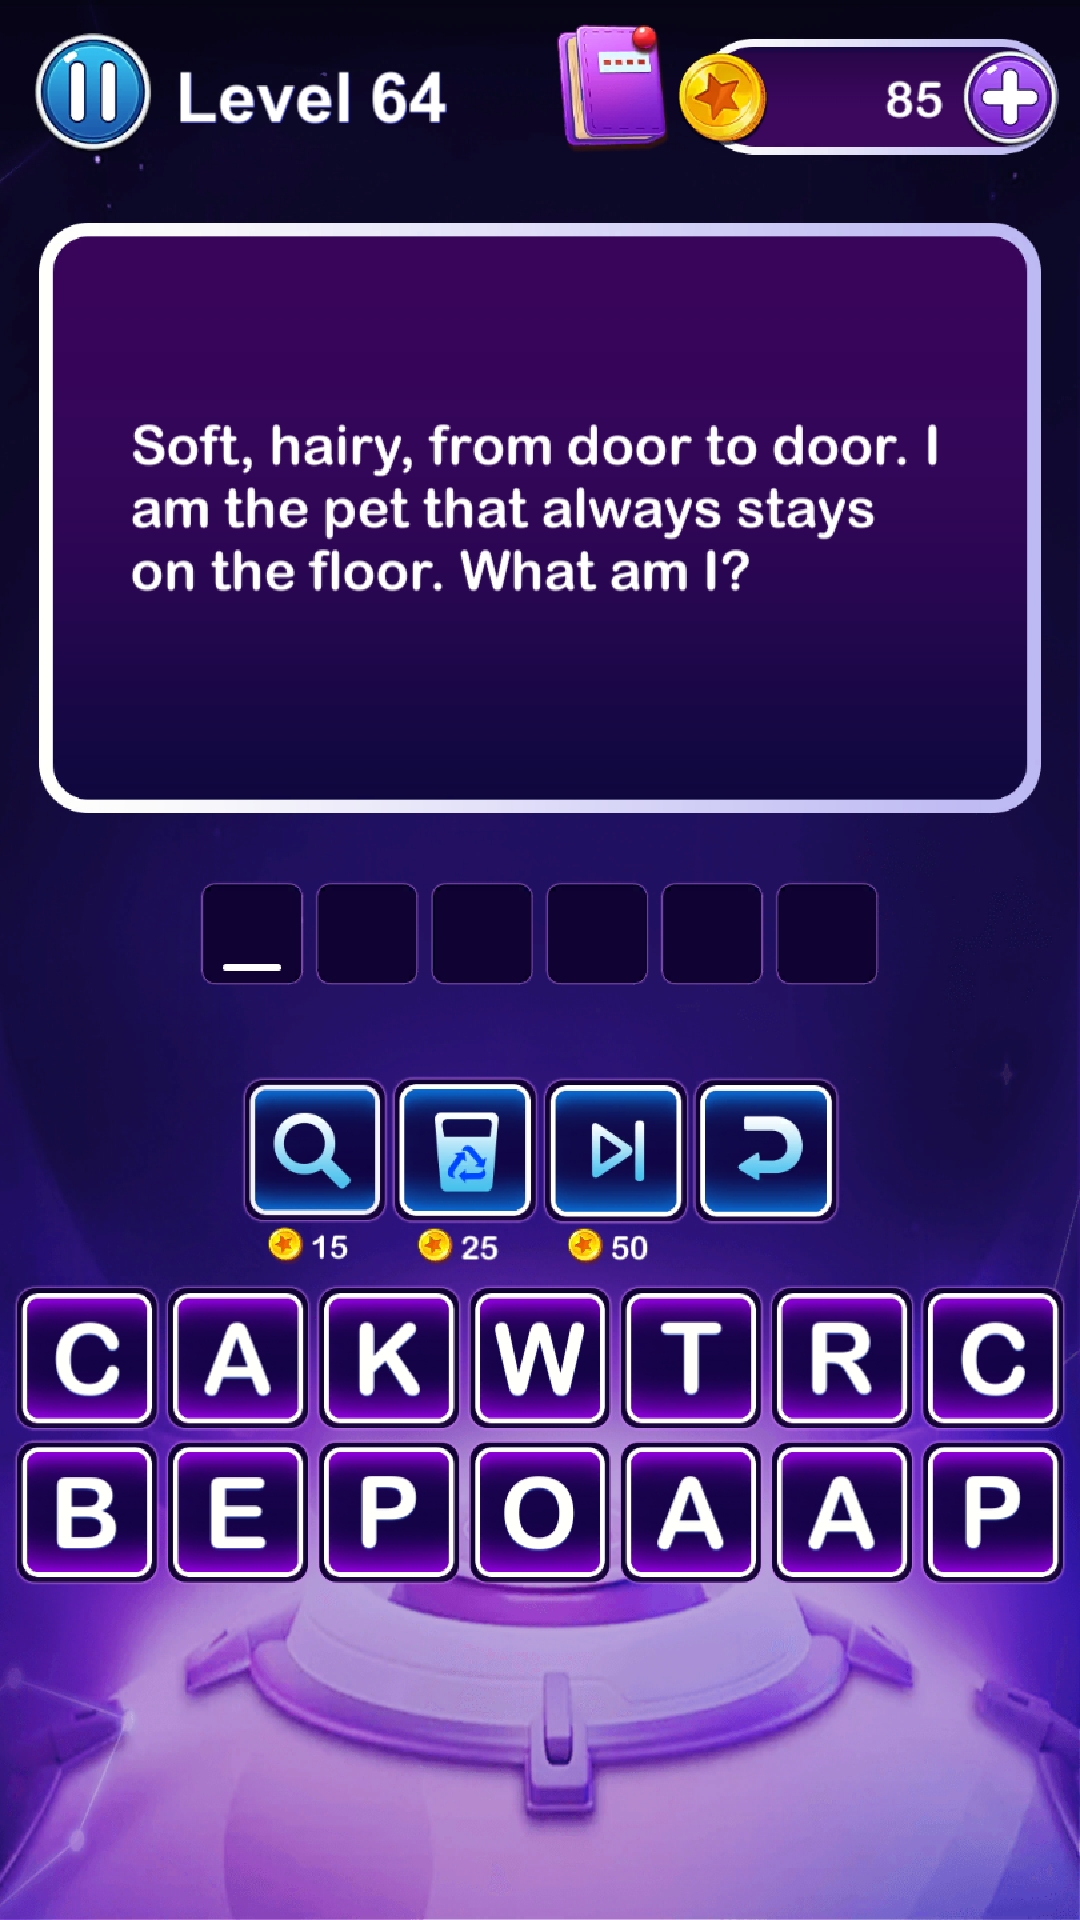 Level 64
85
Soft, hairy, from door to door. I
am the pet that always stays
on the floor. What am I?
15 25 50
C A K W T R C
B E P O A A P